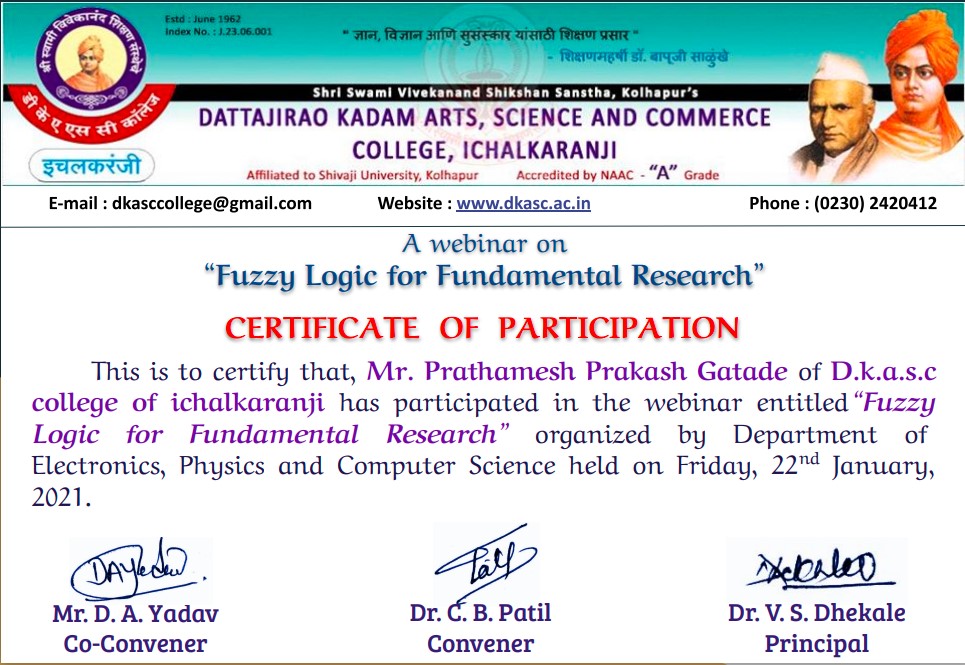 श्री स्वामी विवेकानंद शिक्षण संस्थेचे
डी के ए एस सी कॉलेज
इचलकरंजी
Estd : June 1962
Index No. : J.23.06.001
" ज्ञान, विज्ञान आणि सुसंस्कार यांसाठी शिक्षण प्रसार "
- शिक्षणमहर्षी डॉ. बापूजी साळुंखे
Shri Swami Vivekanand Shikshan Sanstha, Kolhapur's
DATTAJIRAO KADAM ARTS, SCIENCE AND COMMERCE
COLLEGE, ICHALKARANJI
Affiliated to Shivaji University, Kolhapur Accredited by NAAC - "A" Grade
E-mail : dkasccollege@gmail.com Website : www.dkasc.ac.in Phone : (0230) 2420412
A webinar on
"Fuzzy Logic for Fundamental Research"
CERTIFICATE OF PARTICIPATION
This is to certify that, Mr. Prathamesh Prakash Gatade of D.k.a.s.c
college of ichalkaranji has participated in the webinar entitled "Fuzzy
Logic for Fundamental Research" organized by Department of
Electronics, Physics and Computer Science held on Friday, 22nd January,
2021.
Mr. D. A. Yadav Dr. C. B. Patil Dr. V. S. Dhekale
Co-Convener Convener Principal